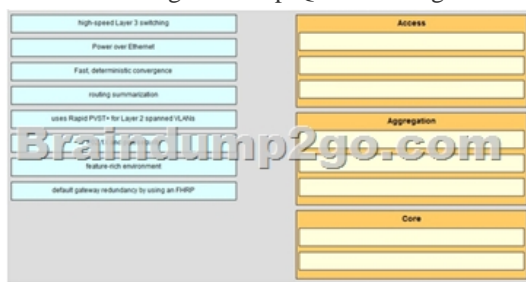 high-speed Layer 3 switching
Power over Ethernet
Fast, deterministic convergence
routing summarization
uses Rapid PVST+ for Layer 2 spanned VLANs
feature-rich environment
default gateway redundancy by using an FHRP
Access
Aggregation
Core
Braindump2go.com